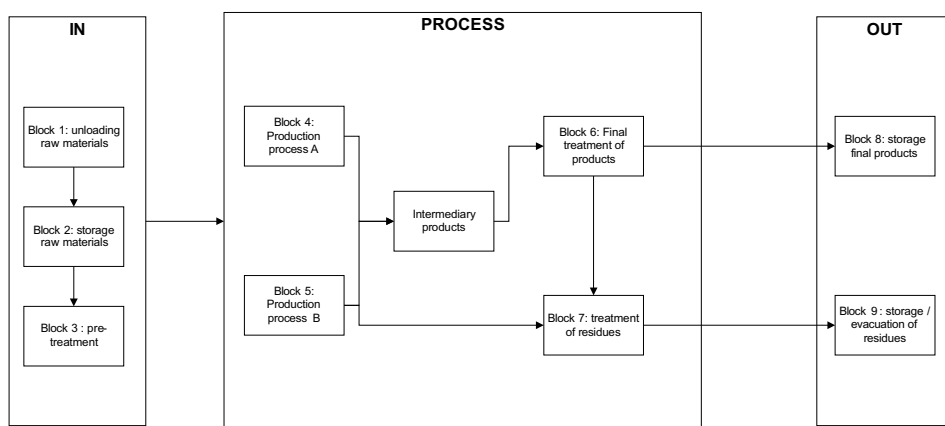 IN
Block 1: unloading
raw materials
Block 2: storage
raw materials
Block 3 : pre-
treatment
PROCESS
Block 4:
Production
process A
Block 5:
Production
process B
Intermediary
products
Block 6: Final
treatment of
products
Block 7: treatment
of residues
OUT
Block 8: storage
final products
Block 9 : storage /
evacuation of
residues